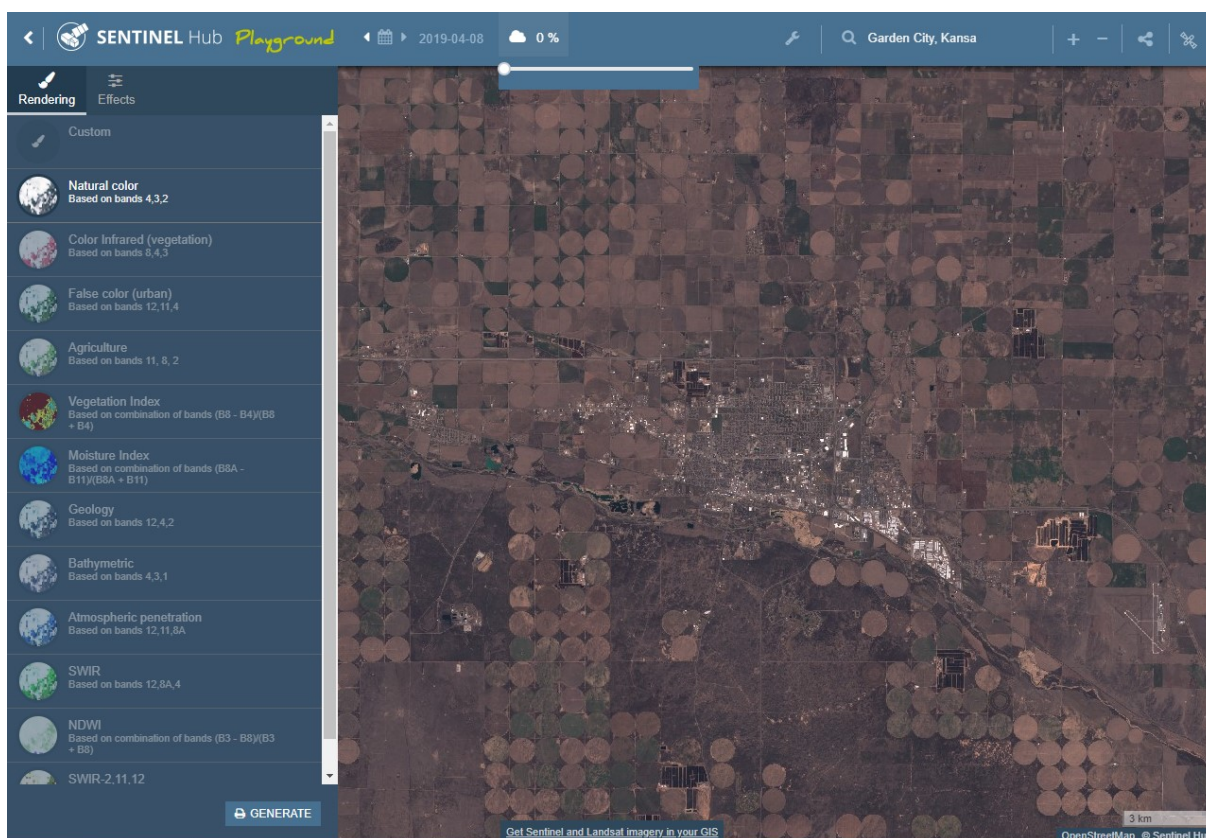 SENTINEL Hub Playground
2019-04-08
0 %
Garden City, Kansa
Rendering
Effects
Custom
Natural color
Based on bands 4,3,2
Color Infrared (vegetation)
Based on bands 8,4,3
False color (urban)
Based on bands 12,11,4
Agriculture
Based on bands 11, 8, 2
Vegetation Index
Based on combination of bands (B8 - B4)/(B8
+ B4)
Moisture Index
Based on combination of bands (B8A -
B11)/(B8A + B11)
Geology
Based on bands 12,4,2
Bathymetric
Based on bands 4,3,1
Atmospheric penetration
Based on bands 12,11,8A
SWIR
Based on bands 12,8A,4
NDWI
Based on combination of bands (B3 - B8)/(B3
+ B8)
SWIR-2,11,12
GENERATE
Get Sentinel and Landsat imagery in your GIS
3 km
OpenStreetMap, © Sentinel Hu